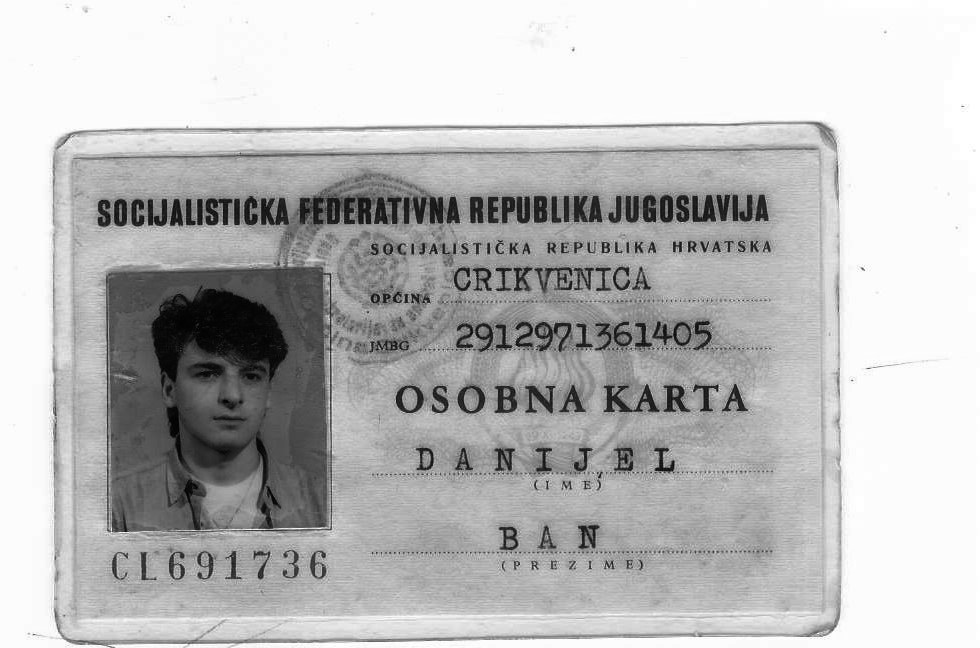 SOCIJALISTIČKA FEDERATIVNA REPUBLIKA JUGOSLAVIJA
SOCIJALISTIČKA REPUBLIKA HRVATSKA
OPĆINA CRIKVENICA
JMBG 2912971361405
OSOBNA KARTA
DANIJEL
(IME)
BAN
(PREZIME)
CL691736